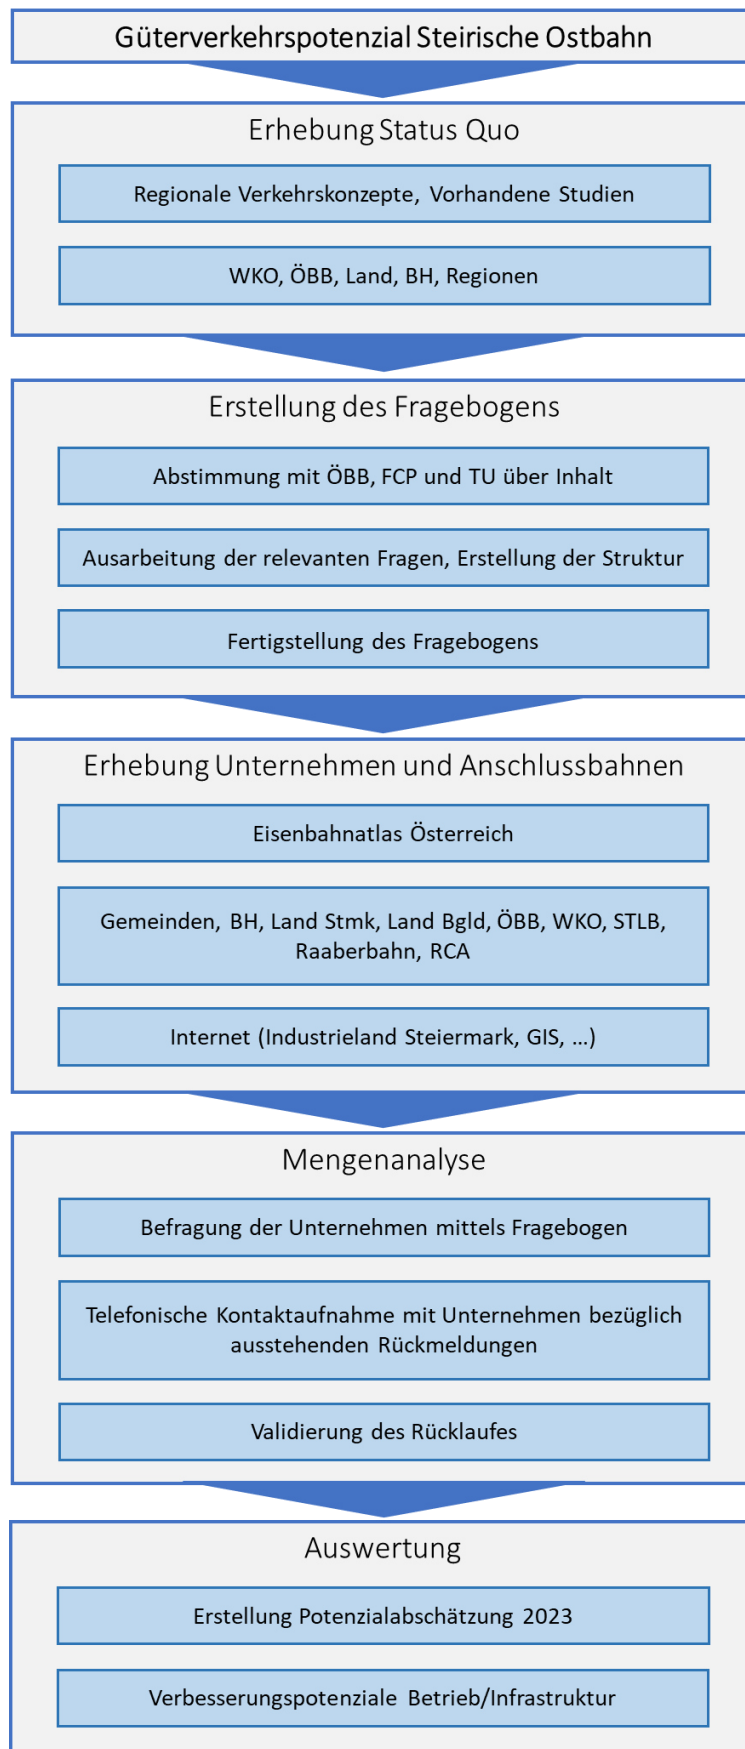 Güterverkehrspotenzial Steirische Ostbahn
Erhebung Status Quo
Regionale Verkehrskonzepte, Vorhandene Studien
WKO, ÖBB, Land, BH, Regionen
Erstellung des Fragebogens
Abstimmung mit ÖBB, FCP und TU über Inhalt
Ausarbeitung der relevanten Fragen, Erstellung der Struktur
Fertigstellung des Fragebogens
Erhebung Unternehmen und Anschlussbahnen
Eisenbahnatlas Österreich
Gemeinden, BH, Land Stmk, Land Bgld, ÖBB, WKO, STLB,
Raaberbahn, RCA
Internet (Industrieland Steiermark, GIS, …)
Mengenanalyse
Befragung der Unternehmen mittels Fragebogen
Telefonische Kontaktaufnahme mit Unternehmen bezüglich
ausstehenden Rückmeldungen
Validierung des Rücklaufes
Auswertung
Erstellung Potenzialabschätzung 2023
Verbesserungspotenziale Betrieb/Infrastruktur